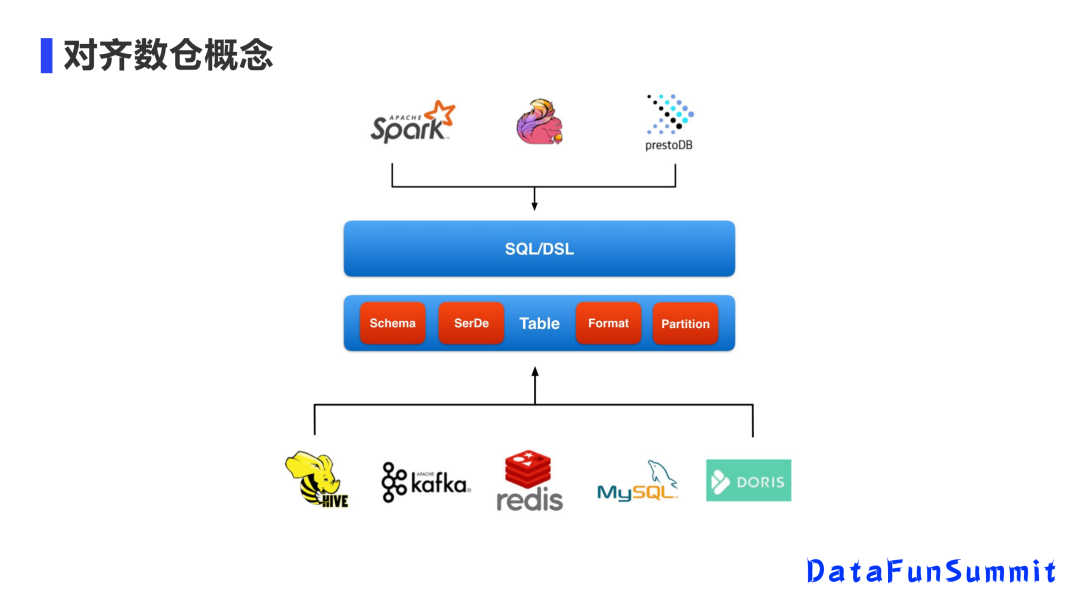 对齐数仓概念
APACHE
Spark
prestoDB
SQL/DSL
Schema
SerDe
Table
Format
Partition
HIVE
APACHE
kafka
redis
MySQL
DORIS
DataFunSummit